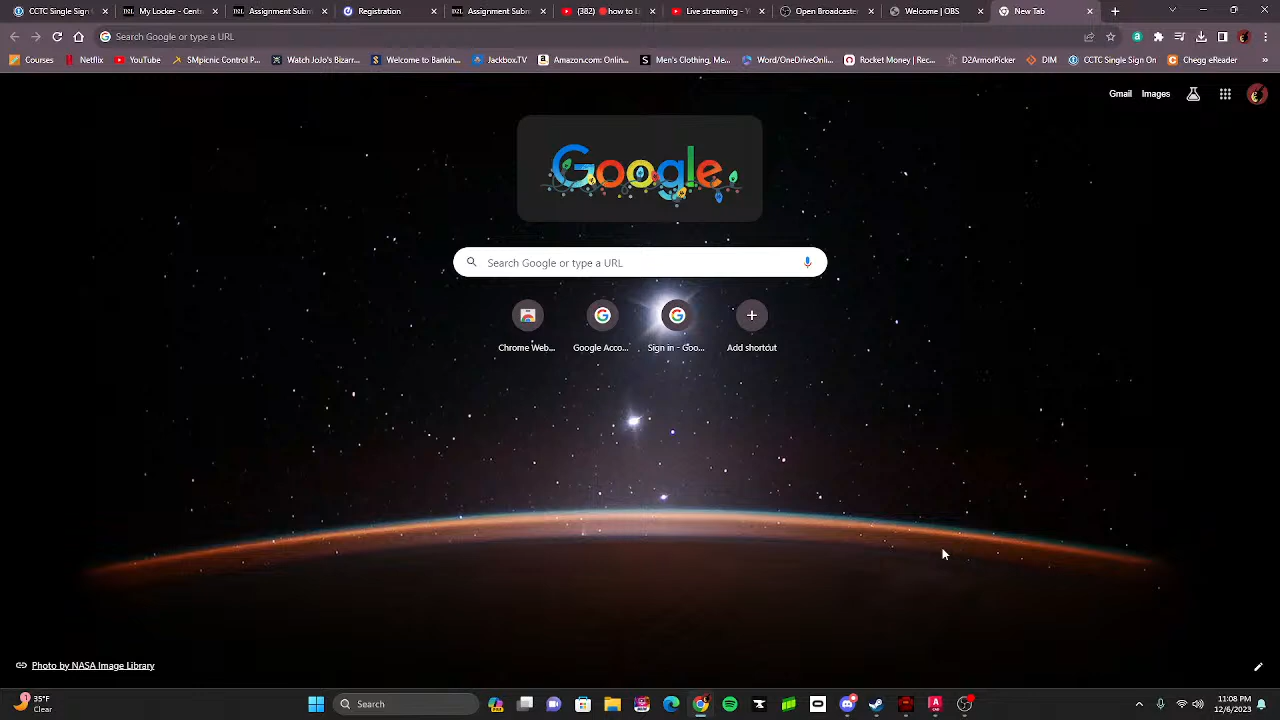 CCTC Single Sign
My Locker - Centr
Assignment Subm
Registration
Assignment Subm
(382) 🔴how to Li
Live streaming - Y
Open Broadcaste
Welcome | OBS
New Tab
Search Google or type a URL
Courses
Netflix
YouTube
SMpicnic Control P...
Watch JoJo's Bizarr...
Welcome to Bankin...
Jackbox.TV
Amazon.com: Onlin...
Men's Clothing, Me...
Word/OneDriveOnli...
Rocket Money | Rec...
D2ArmorPicker
DIM
CCTC Single Sign On
Cengage eReader
Gmail
Images
Google
Search Google or type a URL
Chrome Web...
Google Acco...
Sign in - Goo...
Add shortcut
Photo by NASA Image Library
35°F
Clear
Search
11:08 PM
12/6/2023